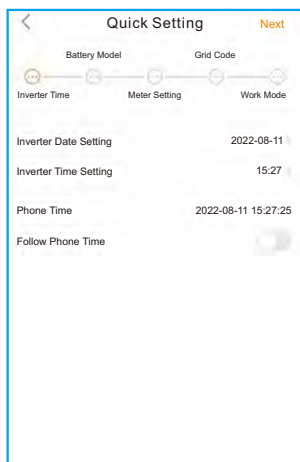 Quick Setting Next
Battery Model Grid Code
Inverter Time Meter Setting Work Mode
Inverter Date Setting 2022-08-11
Inverter Time Setting 15:27
Phone Time 2022-08-11 15:27:25
Follow Phone Time